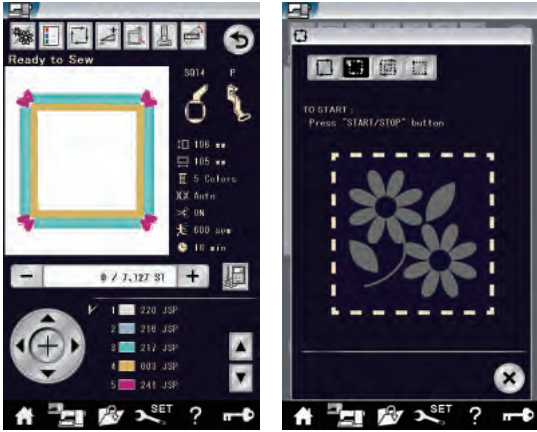 Ready to Sew
SQ14 P
106 mm
105 mm
5 Colors
Auto
ON
600 spm
16 min
0 / 7,127 ST
1 220 JSP
2 210 JSP
3 217 JSP
4 003 JSP
5 241 JSP
SET
?
TO START :
Press "START/STOP" button
SET
?